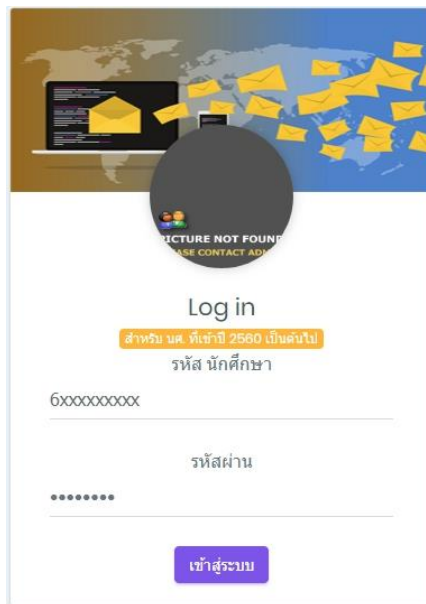 PICTURE NOT FOUND
CONTACT
Log in
สำหรับ นศ. ที่เข้าปี 2560 เป็นต้นไป
รหัส นักศึกษา
6xxxxxxxxx
รหัสผ่าน
••••••••
เข้าสู่ระบบ